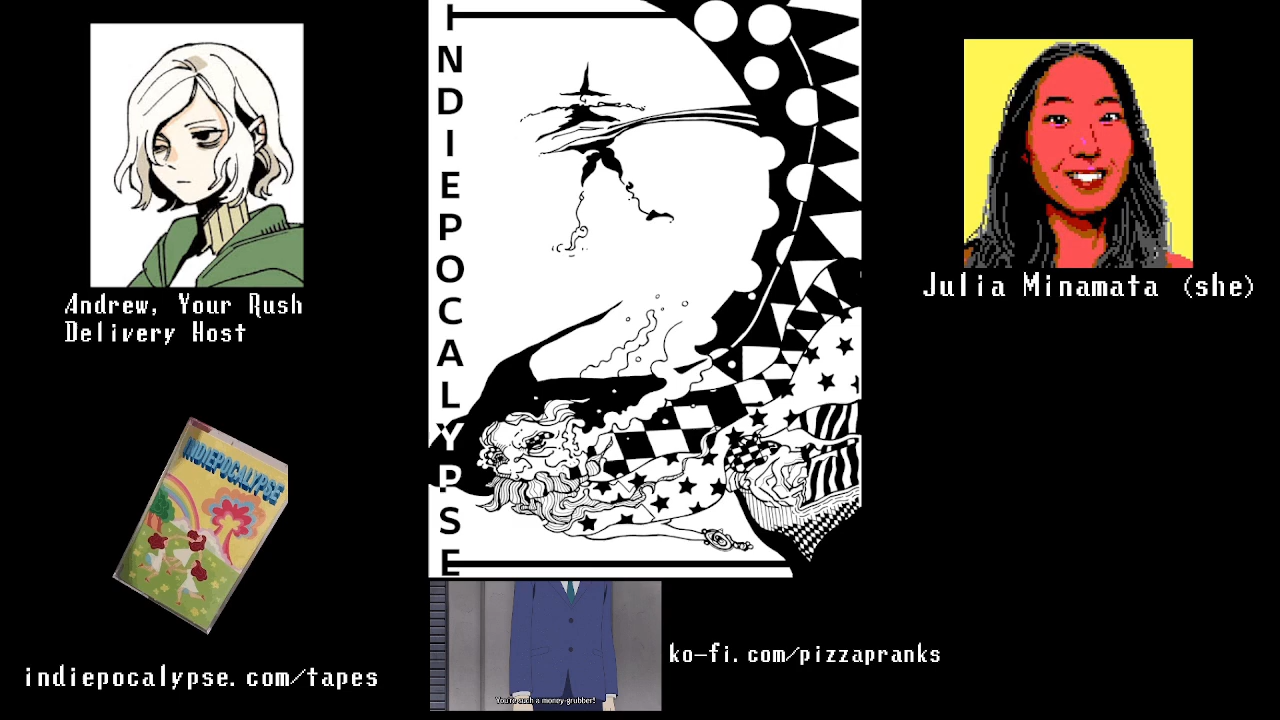 INDIEPOCALYPSE
Andrew, Your Rush
Delivery Host
Julia Minamata (she)
INDIEPOCALYPSE
indiepocalypse.com/tapes
ko-fi.com/pizzapranks
You're such a money-grubber!